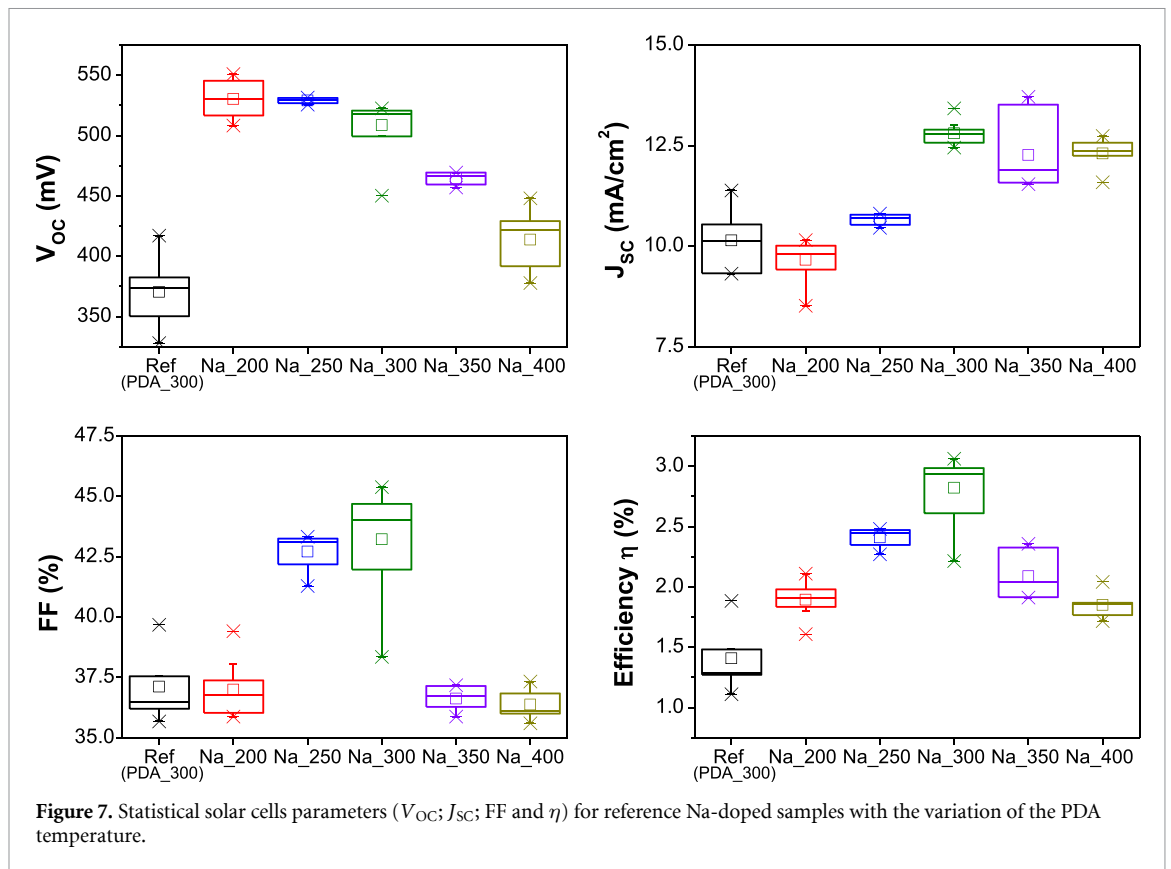 550
500
450
400
350
V_OC (mV)
Ref Na_200 Na_250 Na_300 Na_350 Na_400
(PDA_300)
15.0
12.5
10.0
7.5
J_SC (mA/cm²)
Ref Na_200 Na_250 Na_300 Na_350 Na_400
(PDA_300)
47.5
45.0
42.5
40.0
37.5
35.0
FF (%)
Ref Na_200 Na_250 Na_300 Na_350 Na_400
(PDA_300)
3.0
2.5
2.0
1.5
1.0
Efficiency η (%)
Ref Na_200 Na_250 Na_300 Na_350 Na_400
(PDA_300)
Figure 7. Statistical solar cells parameters (V_OC; J_SC; FF and η) for reference Na-doped samples with the variation of the PDA
temperature.